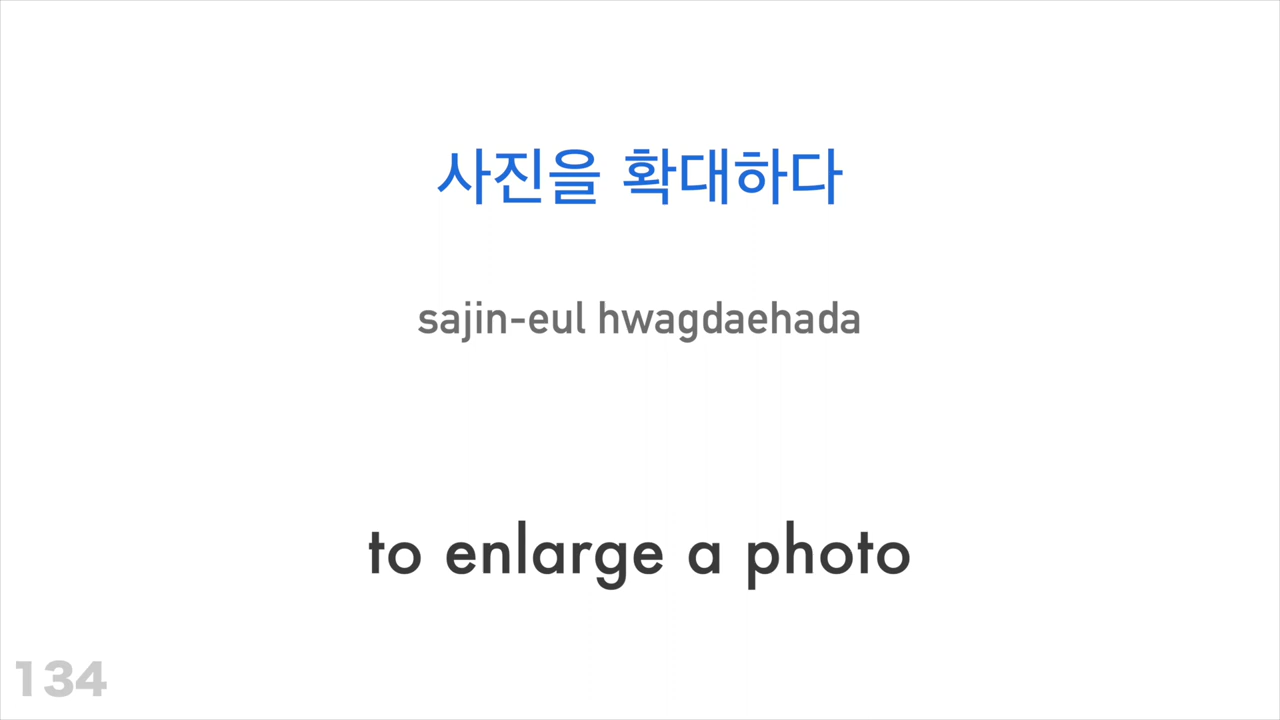 사진을 확대하다
sajin-eul hwagdaehada
to enlarge a photo
134